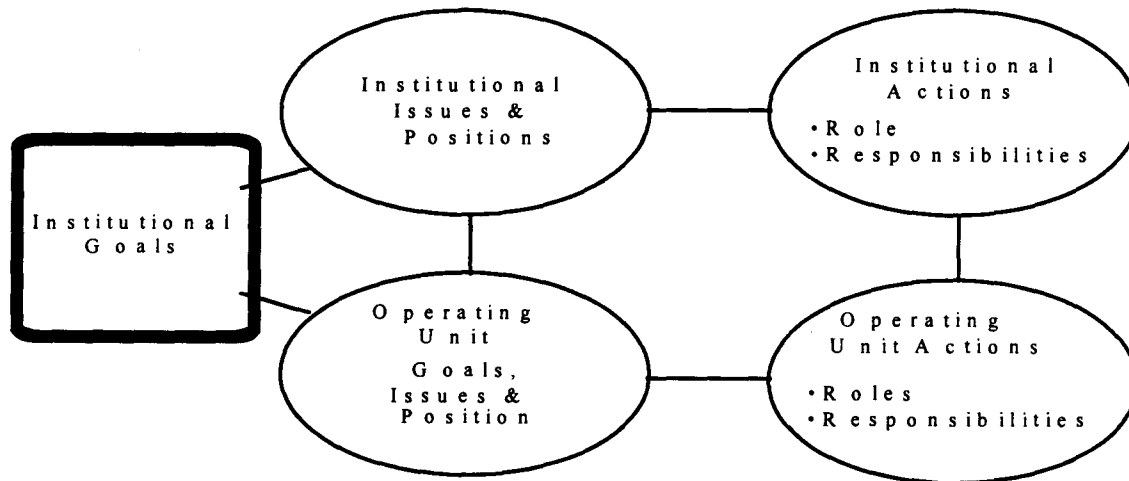 Institutional
Goals
Institutional
Issues &
Positions
Institutional
Actions
•Role
•Responsibilities
Operating
Unit
Goals,
Issues &
Position
Operating
Unit Actions
•Roles
•Responsibilities